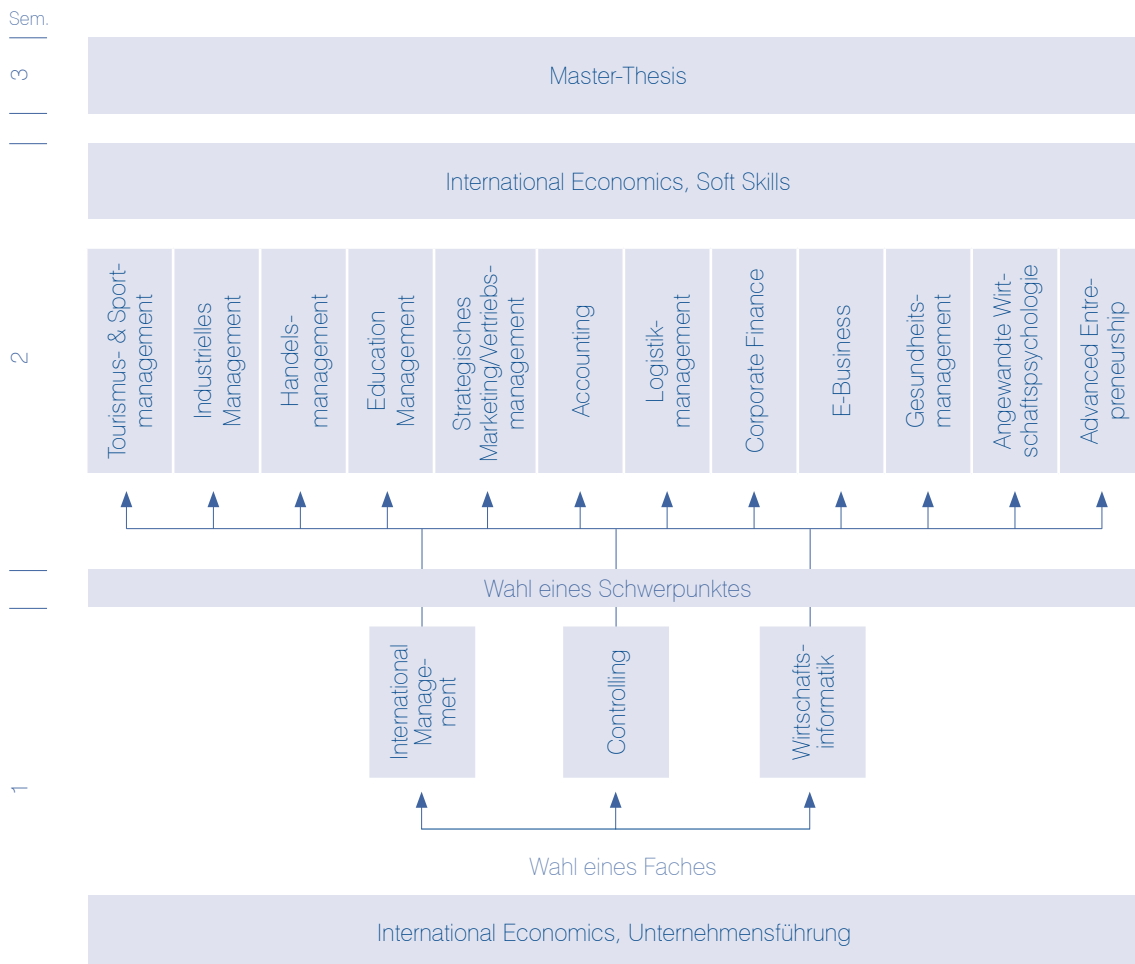 Sem.
3
Master-Thesis
International Economics, Soft Skills
2
Tourismus- & Sport-
management
Industrielles
Management
Handels-
management
Education
Management
Strategisches
Marketing/Vertriebs-
management
Accounting
Logistik-
management
Corporate Finance
E-Business
Gesundheits-
management
Angewandte Wirt-
schaftspsychologie
Advanced Entre-
preneurship
Wahl eines Schwerpunktes
1
International
Manage-
ment
Controlling
Wirtschafts-
informatik
Wahl eines Faches
International Economics, Unternehmensführung